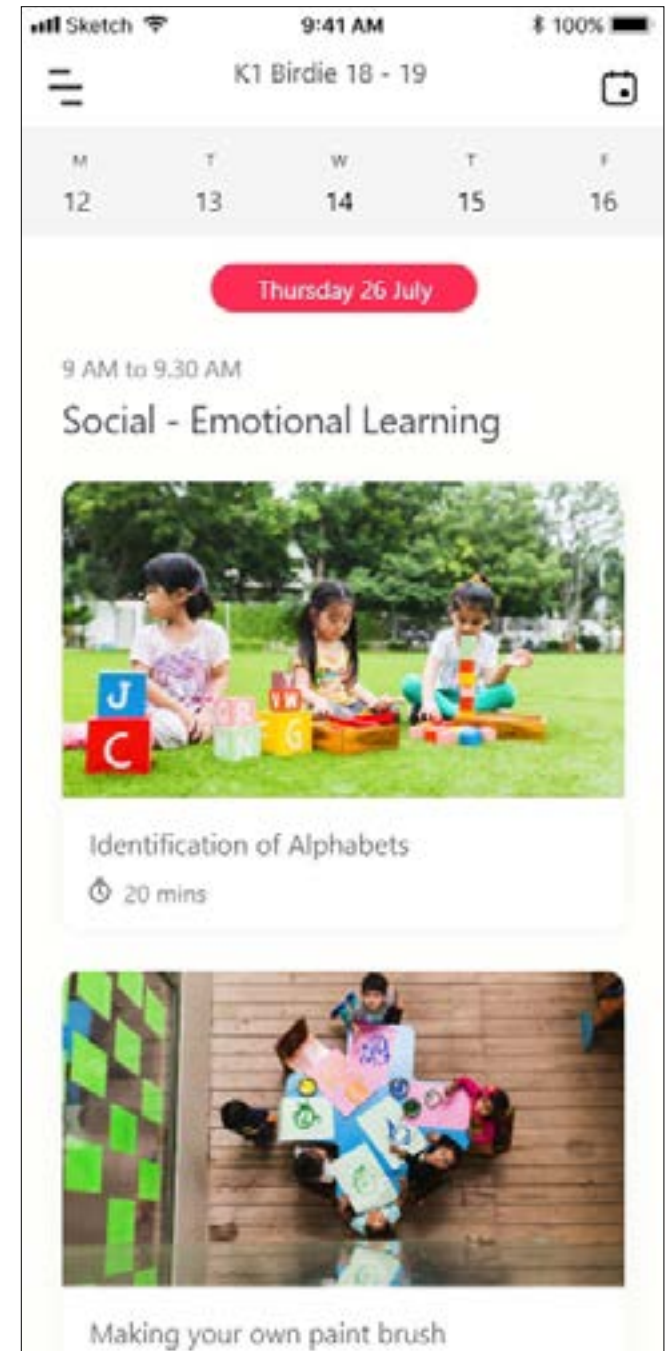 Sketch 9:41 AM 100%
K1 Birdie 18 - 19
M T W T F
12 13 14 15 16
Thursday 26 July
9 AM to 9.30 AM
Social - Emotional Learning
J
C
G
Identification of Alphabets
20 mins
Making your own paint brush